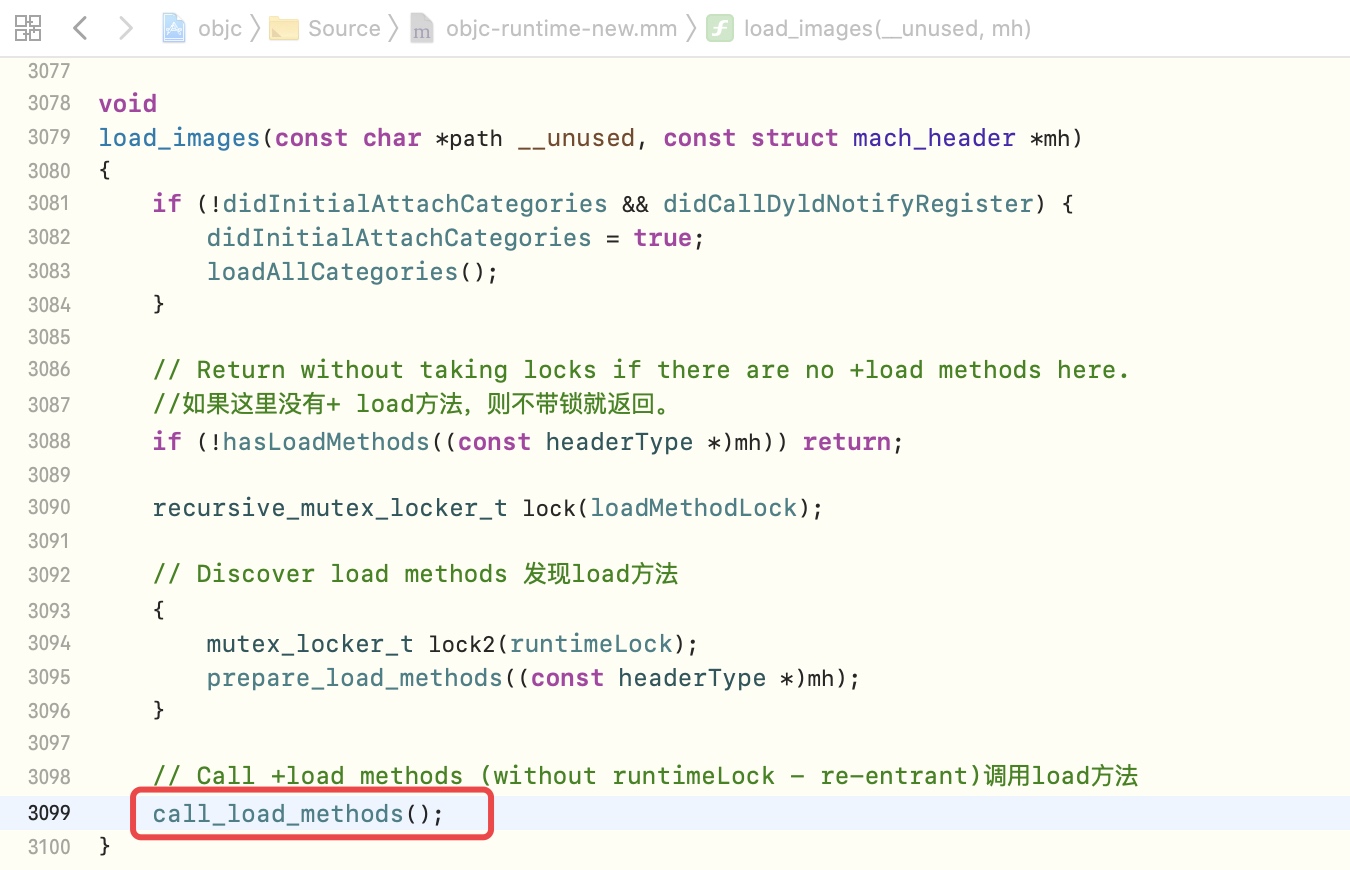 objc Source m objc-runtime-new.mm f load_images(__unused, mh)
3077
3078 void
3079 load_images(const char *path __unused, const struct mach_header *mh)
3080 {
3081     if (!didInitialAttachCategories && didCallDyldNotifyRegister) {
3082         didInitialAttachCategories = true;
3083         loadAllCategories();
3084     }
3085
3086     // Return without taking locks if there are no +load methods here.
3087     //如果这里没有+ load方法，则不带锁就返回。
3088     if (!hasLoadMethods((const headerType *)mh)) return;
3089
3090     recursive_mutex_locker_t lock(loadMethodLock);
3091
3092     // Discover load methods 发现load方法
3093     {
3094         mutex_locker_t lock2(runtimeLock);
3095         prepare_load_methods((const headerType *)mh);
3096     }
3097
3098     // Call +load methods (without runtimeLock - re-entrant)调用load方法
3099     call_load_methods();
3100 }